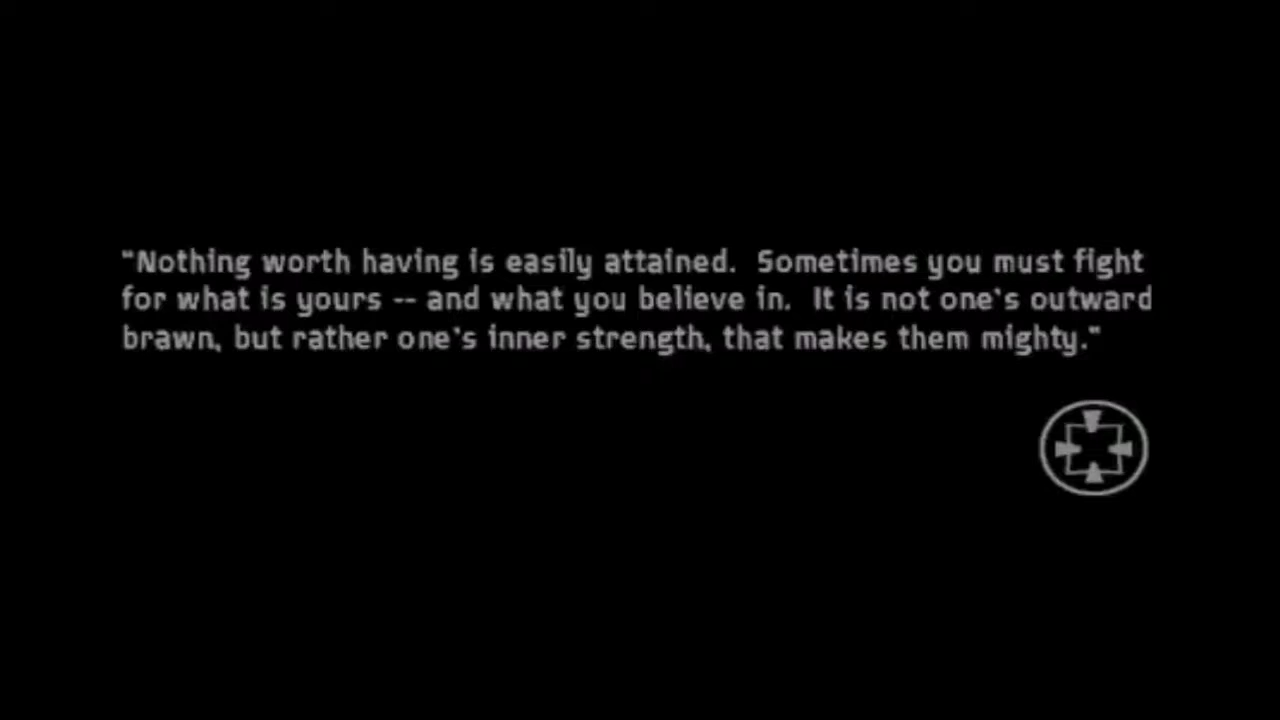 "Nothing worth having is easily attained.  Sometimes you must fight
for what is yours -- and what you believe in.  It is not one's outward
brawn, but rather one's inner strength, that makes them mighty."